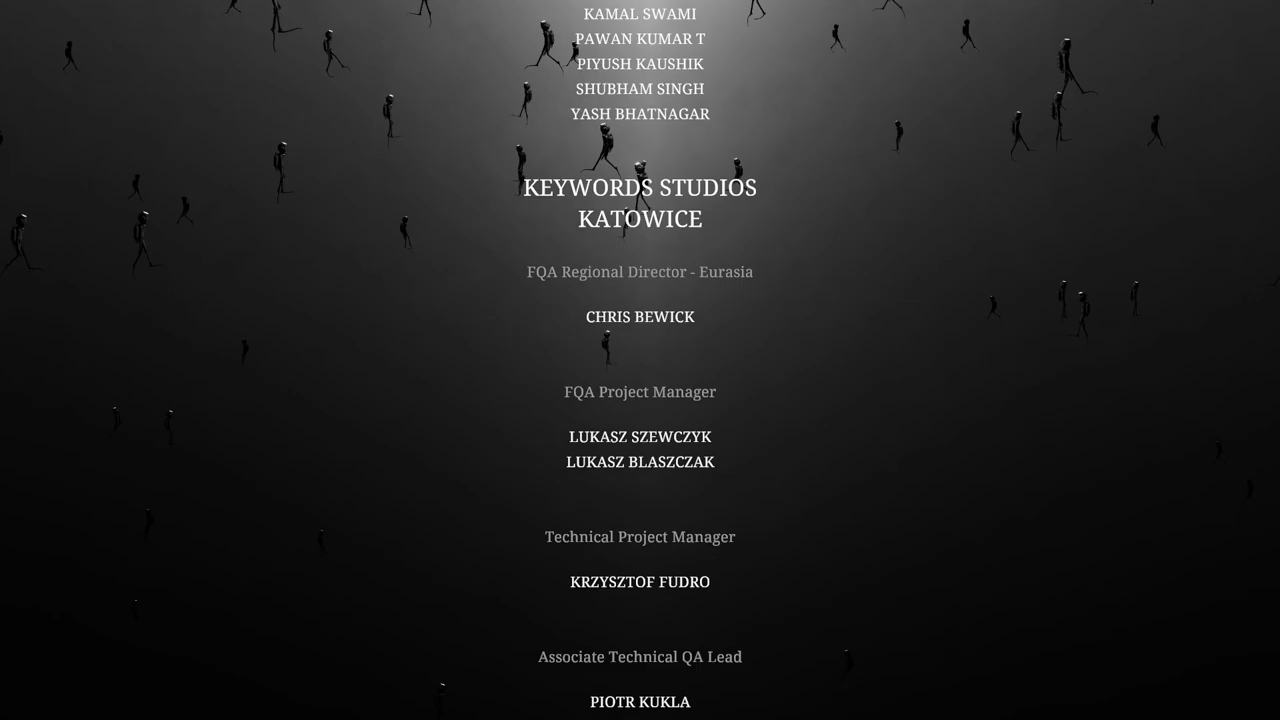 KAMAL SWAMI
PAWAN KUMAR T
PIYUSH KAUSHIK
SHUBHAM SINGH
YASH BHATNAGAR
KEYWORDS STUDIOS
KATOWICE
FQA Regional Director - Eurasia
CHRIS BEWICK
FQA Project Manager
LUKASZ SZEWCZYK
LUKASZ BLASZCZAK
Technical Project Manager
KRZYSZTOF FUDRO
Associate Technical QA Lead
PIOTR KUKLA